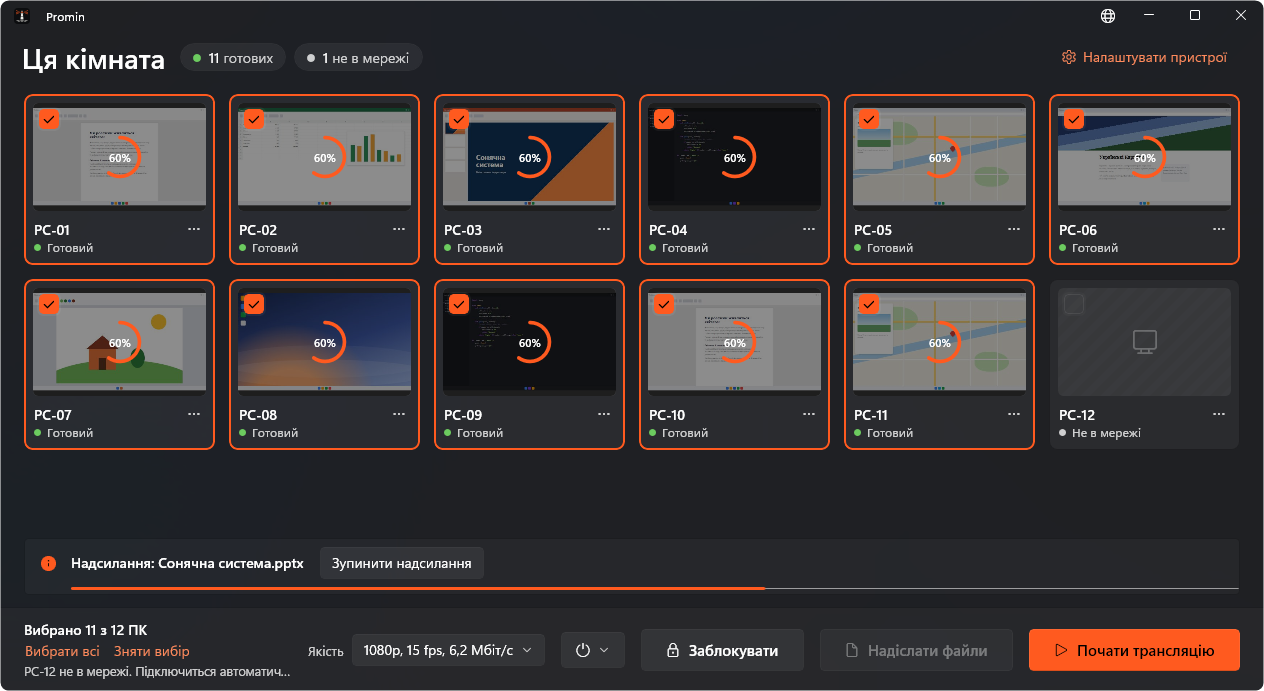 Promin
Ця кімната
11 готових
1 не в мережі
Налаштувати пристрої
60%
60%
Сонячна
система
60%
60%
60%
60%
PC-01 ...
PC-02 ...
PC-03 ...
PC-04 ...
PC-05 ...
PC-06 ...
Готовий
Готовий
Готовий
Готовий
Готовий
Готовий
60%
60%
60%
60%
60%
PC-07 ...
PC-08 ...
PC-09 ...
PC-10 ...
PC-11 ...
PC-12 ...
Готовий
Готовий
Готовий
Готовий
Готовий
Не в мережі
Надсилання: Сонячна система.pptx
Зупинити надсилання
Вибрано 11 з 12 ПК
Вибрати всі Зняти вибір
PC-12 не в мережі. Підключиться автоматич...
Якість
1080p, 15 fps, 6,2 Мбіт/с
Заблокувати
Надіслати файли
Почати трансляцію